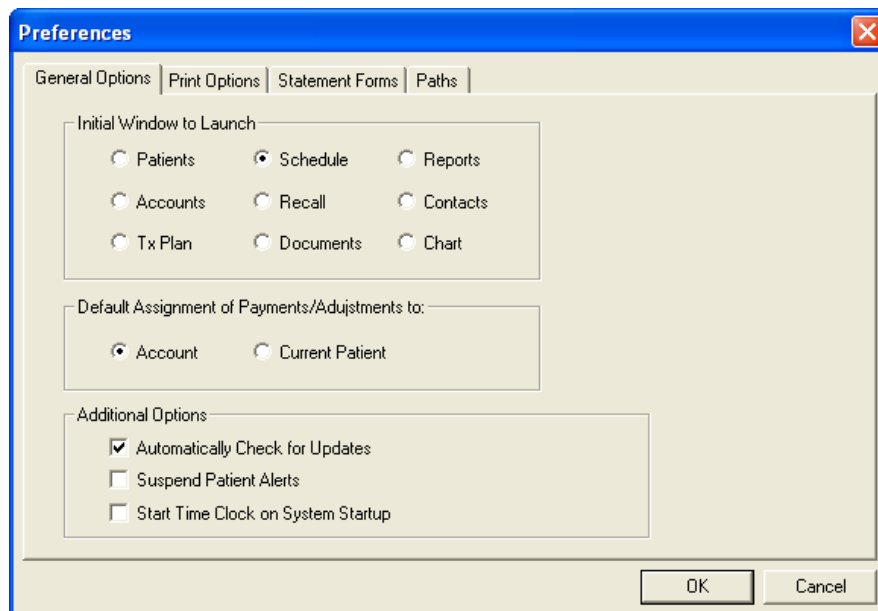 Preferences
General Options Print Options Statement Forms Paths
Initial Window to Launch
Patients Schedule Reports
Accounts Recall Contacts
Tx Plan Documents Chart
Default Assignment of Payments/Adujstments to:
Account Current Patient
Additional Options
Automatically Check for Updates
Suspend Patient Alerts
Start Time Clock on System Startup
OK Cancel